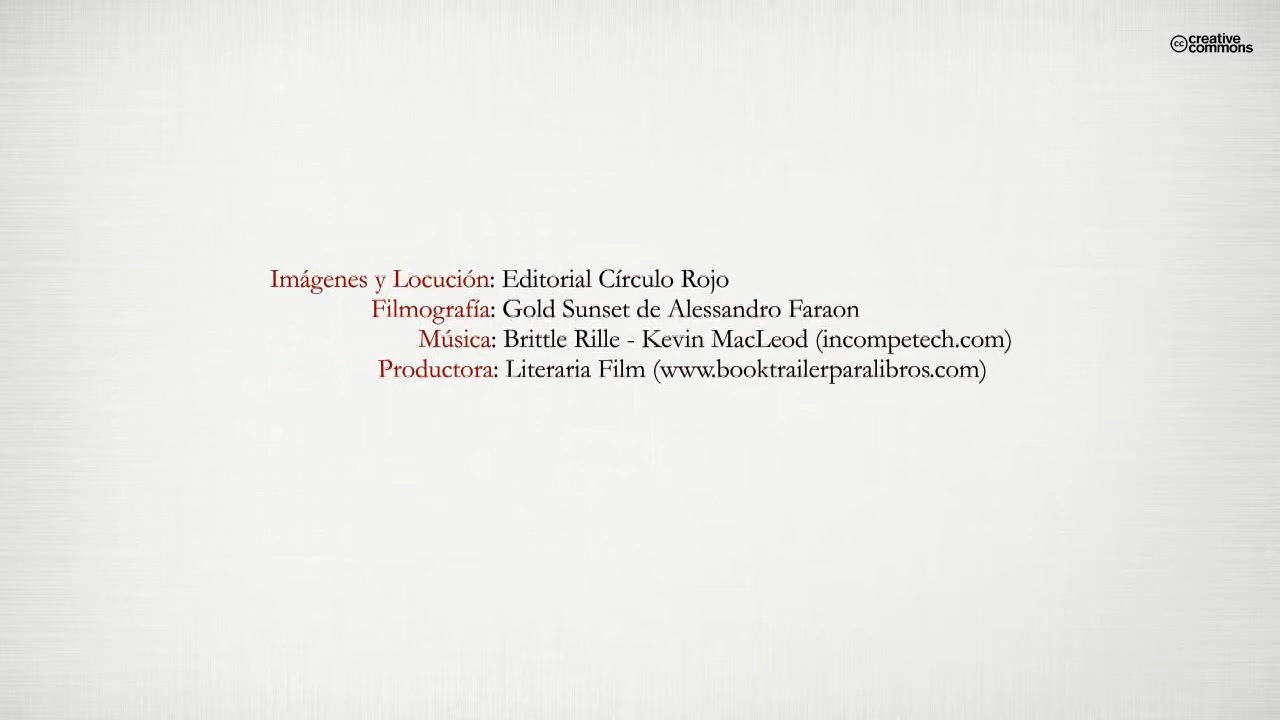 creative
commons
Imágenes y Locución: Editorial Círculo Rojo
Filmografía: Gold Sunset de Alessandro Faraon
Música: Brittle Rille - Kevin MacLeod (incompetech.com)
Productora: Literaria Film (www.booktrailerparalibros.com)